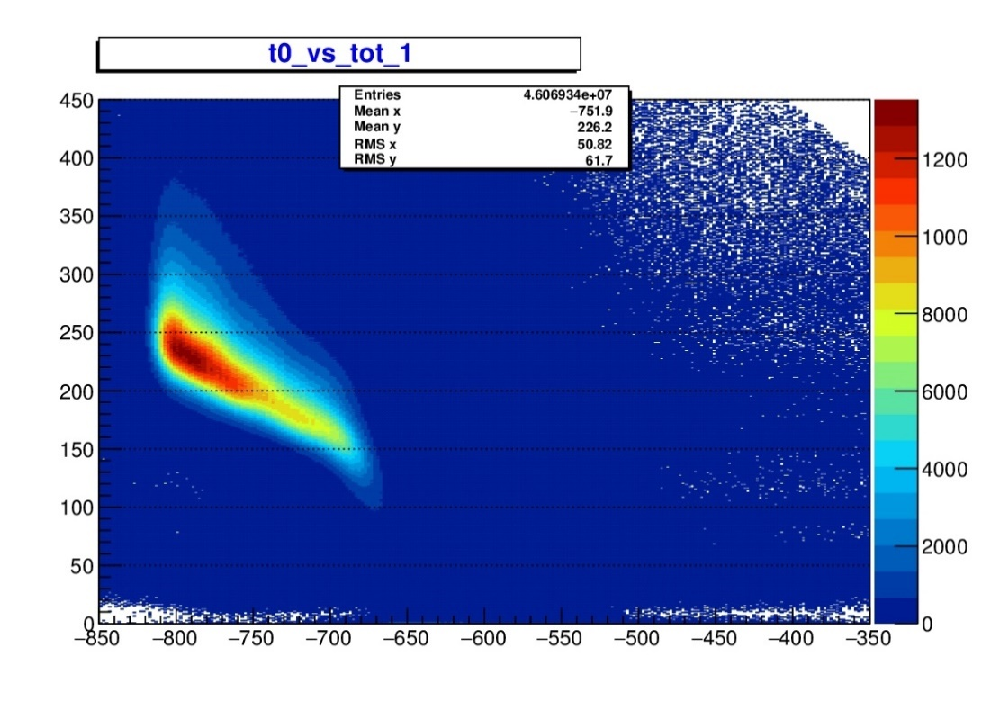 t0_vs_tot_1
Entries 4.606934e+07
Mean x −751.9
Mean y 226.2
RMS x 50.82
RMS y 61.7
450
400
350
300
250
200
150
100
50
0
−850 −800 −750 −700 −650 −600 −550 −500 −450 −400 −350
1200
1000
8000
6000
4000
2000
0